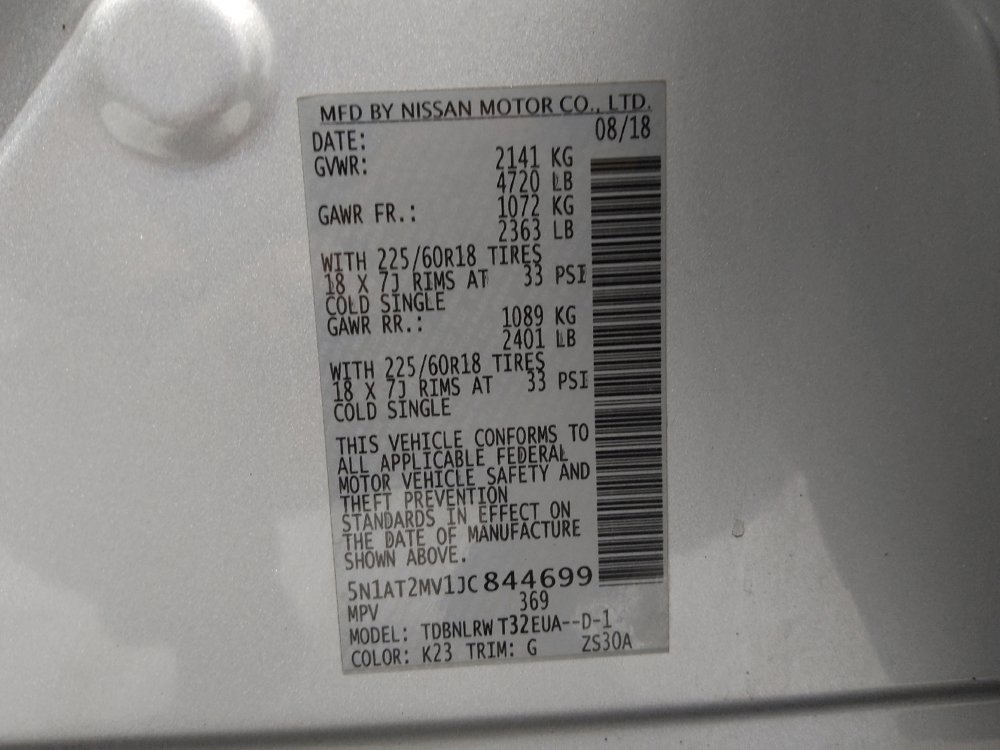 MFD BY NISSAN MOTOR CO., LTD.
DATE: 08/18
GVWR: 2141 KG
4720 LB
GAWR FR.: 1072 KG
2363 LB
WITH 225/60R18 TIRES
18 X 7J RIMS AT 33 PSI
COLD SINGLE
GAWR RR.: 1089 KG
2401 LB
WITH 225/60R18 TIRES
18 X 7J RIMS AT 33 PSI
COLD SINGLE
THIS VEHICLE CONFORMS TO
ALL APPLICABLE FEDERAL
MOTOR VEHICLE SAFETY AND
THEFT PREVENTION
STANDARDS IN EFFECT ON
THE DATE OF MANUFACTURE
SHOWN ABOVE.
5N1AT2MV1JC844699
MPV 369
MODEL: TDBNLRW T32EUA--D-1
COLOR: K23 TRIM: G ZS30A